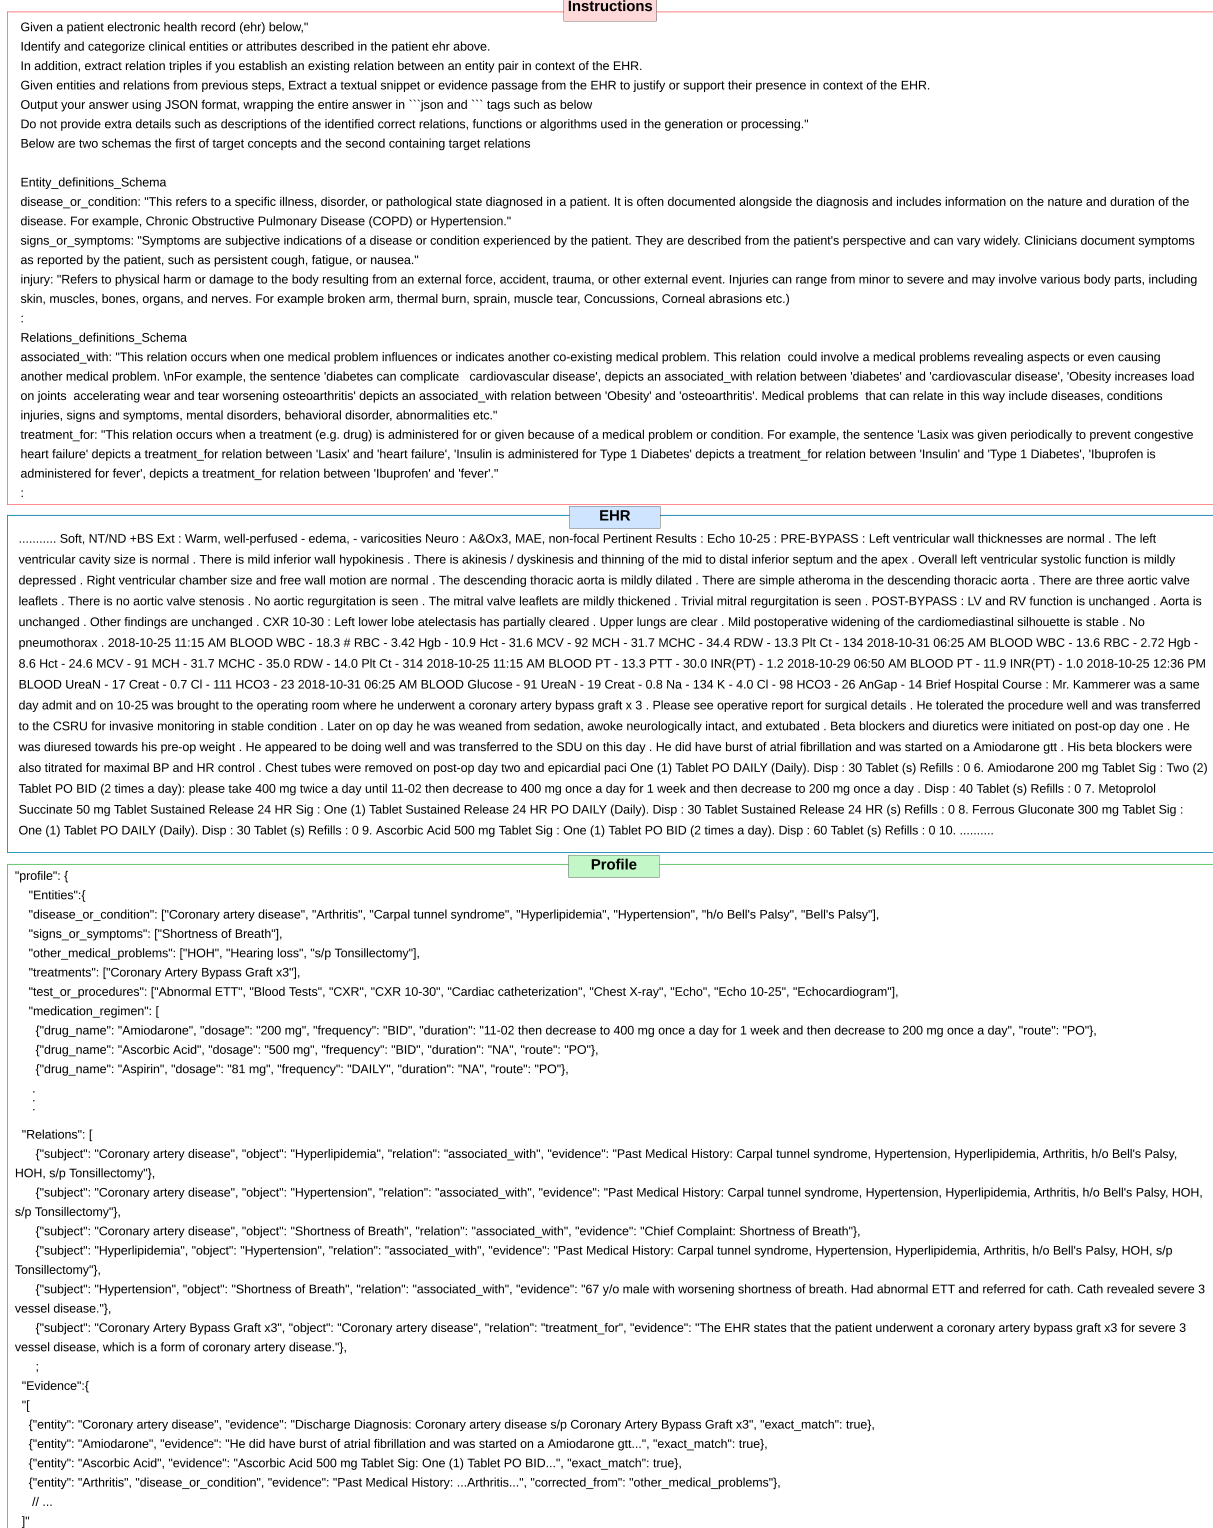 Instructions
Given a patient electronic health record (ehr) below,"
Identify and categorize clinical entities or attributes described in the patient ehr above.
In addition, extract relation triples if you establish an existing relation between an entity pair in context of the EHR.
Given entities and relations from previous steps, Extract a textual snippet or evidence passage from the EHR to justify or support their presence in context of the EHR.
Output your answer using JSON format, wrapping the entire answer in ```json and ``` tags such as below
Do not provide extra details such as descriptions of the identified correct relations, functions or algorithms used in the generation or processing."
Below are two schemas the first of target concepts and the second containing target relations
Entity_definitions_Schema
disease_or_condition: "This refers to a specific illness, disorder, or pathological state diagnosed in a patient. It is often documented alongside the diagnosis and includes information on the nature and duration of the
disease. For example, Chronic Obstructive Pulmonary Disease (COPD) or Hypertension."
signs_or_symptoms: "Symptoms are subjective indications of a disease or condition experienced by the patient. They are described from the patient's perspective and can vary widely. Clinicians document symptoms
as reported by the patient, such as persistent cough, fatigue, or nausea."
injury: "Refers to physical harm or damage to the body resulting from an external force, accident, trauma, or other external event. Injuries can range from minor to severe and may involve various body parts, including
skin, muscles, bones, organs, and nerves. For example broken arm, thermal burn, sprain, muscle tear, Concussions, Corneal abrasions etc.)
:
Relations_definitions_Schema
associated_with: "This relation occurs when one medical problem influences or indicates another co-existing medical problem. This relation  could involve a medical problems revealing aspects or even causing
another medical problem. \nFor example, the sentence 'diabetes can complicate   cardiovascular disease', depicts an associated_with relation between 'diabetes' and 'cardiovascular disease', 'Obesity increases load
on joints  accelerating wear and tear worsening osteoarthritis' depicts an associated_with relation between 'Obesity' and 'osteoarthritis'. Medical problems  that can relate in this way include diseases, conditions
injuries, signs and symptoms, mental disorders, behavioral disorder, abnormalities etc."
treatment_for: "This relation occurs when a treatment (e.g. drug) is administered for or given because of a medical problem or condition. For example, the sentence 'Lasix was given periodically to prevent congestive
heart failure' depicts a treatment_for relation between 'Lasix' and 'heart failure', 'Insulin is administered for Type 1 Diabetes' depicts a treatment_for relation between 'Insulin' and 'Type 1 Diabetes', 'Ibuprofen is
administered for fever', depicts a treatment_for relation between 'Ibuprofen' and 'fever'."
:
EHR
........... Soft, NT/ND +BS Ext : Warm, well-perfused - edema, - varicosities Neuro : A&Ox3, MAE, non-focal Pertinent Results : Echo 10-25 : PRE-BYPASS : Left ventricular wall thicknesses are normal . The left
ventricular cavity size is normal . There is mild inferior wall hypokinesis . There is akinesis / dyskinesis and thinning of the mid to distal inferior septum and the apex . Overall left ventricular systolic function is mildly
depressed . Right ventricular chamber size and free wall motion are normal . The descending thoracic aorta is mildly dilated . There are simple atheroma in the descending thoracic aorta . There are three aortic valve
leaflets . There is no aortic valve stenosis . No aortic regurgitation is seen . The mitral valve leaflets are mildly thickened . Trivial mitral regurgitation is seen . POST-BYPASS : LV and RV function is unchanged . Aorta is
unchanged . Other findings are unchanged . CXR 10-30 : Left lower lobe atelectasis has partially cleared . Upper lungs are clear . Mild postoperative widening of the cardiomediastinal silhouette is stable . No
pneumothorax . 2018-10-25 11:15 AM BLOOD WBC - 18.3 # RBC - 3.42 Hgb - 10.9 Hct - 31.6 MCV - 92 MCH - 31.7 MCHC - 34.4 RDW - 13.3 Plt Ct - 134 2018-10-31 06:25 AM BLOOD WBC - 13.6 RBC - 2.72 Hgb -
8.6 Hct - 24.6 MCV - 91 MCH - 31.7 MCHC - 35.0 RDW - 14.0 Plt Ct - 314 2018-10-25 11:15 AM BLOOD PT - 13.3 PTT - 30.0 INR(PT) - 1.2 2018-10-29 06:50 AM BLOOD PT - 11.9 INR(PT) - 1.0 2018-10-25 12:36 PM
BLOOD UreaN - 17 Creat - 0.7 Cl - 111 HCO3 - 23 2018-10-31 06:25 AM BLOOD Glucose - 91 UreaN - 19 Creat - 0.8 Na - 134 K - 4.0 Cl - 98 HCO3 - 26 AnGap - 14 Brief Hospital Course : Mr. Kammerer was a same
day admit and on 10-25 was brought to the operating room where he underwent a coronary artery bypass graft x 3 . Please see operative report for surgical details . He tolerated the procedure well and was transferred
to the CSRU for invasive monitoring in stable condition . Later on op day he was weaned from sedation, awoke neurologically intact, and extubated . Beta blockers and diuretics were initiated on post-op day one . He
was diuresed towards his pre-op weight . He appeared to be doing well and was transferred to the SDU on this day . He did have burst of atrial fibrillation and was started on a Amiodarone gtt . His beta blockers were
also titrated for maximal BP and HR control . Chest tubes were removed on post-op day two and epicardial paci One (1) Tablet PO DAILY (Daily). Disp : 30 Tablet (s) Refills : 0 6. Amiodarone 200 mg Tablet Sig : Two (2)
Tablet PO BID (2 times a day): please take 400 mg twice a day until 11-02 then decrease to 400 mg once a day for 1 week and then decrease to 200 mg once a day . Disp : 40 Tablet (s) Refills : 0 7. Metoprolol
Succinate 50 mg Tablet Sustained Release 24 HR Sig : One (1) Tablet Sustained Release 24 HR PO DAILY (Daily). Disp : 30 Tablet Sustained Release 24 HR (s) Refills : 0 8. Ferrous Gluconate 300 mg Tablet Sig :
One (1) Tablet PO DAILY (Daily). Disp : 30 Tablet (s) Refills : 0 9. Ascorbic Acid 500 mg Tablet Sig : One (1) Tablet PO BID (2 times a day). Disp : 60 Tablet (s) Refills : 0 10. ..........
Profile
"profile": {
"Entities":{
"disease_or_condition": ["Coronary artery disease", "Arthritis", "Carpal tunnel syndrome", "Hyperlipidemia", "Hypertension", "h/o Bell's Palsy", "Bell's Palsy"],
"signs_or_symptoms": ["Shortness of Breath"],
"other_medical_problems": ["HOH", "Hearing loss", "s/p Tonsillectomy"],
"treatments": ["Coronary Artery Bypass Graft x3"],
"test_or_procedures": ["Abnormal ETT", "Blood Tests", "CXR", "CXR 10-30", "Cardiac catheterization", "Chest X-ray", "Echo", "Echo 10-25", "Echocardiogram"],
"medication_regimen": [
{"drug_name": "Amiodarone", "dosage": "200 mg", "frequency": "BID", "duration": "11-02 then decrease to 400 mg once a day for 1 week and then decrease to 200 mg once a day", "route": "PO"},
{"drug_name": "Ascorbic Acid", "dosage": "500 mg", "frequency": "BID", "duration": "NA", "route": "PO"},
{"drug_name": "Aspirin", "dosage": "81 mg", "frequency": "DAILY", "duration": "NA", "route": "PO"},
.
.
.
"Relations": [
{"subject": "Coronary artery disease", "object": "Hyperlipidemia", "relation": "associated_with", "evidence": "Past Medical History: Carpal tunnel syndrome, Hypertension, Hyperlipidemia, Arthritis, h/o Bell's Palsy,
HOH, s/p Tonsillectomy"},
{"subject": "Coronary artery disease", "object": "Hypertension", "relation": "associated_with", "evidence": "Past Medical History: Carpal tunnel syndrome, Hypertension, Hyperlipidemia, Arthritis, h/o Bell's Palsy, HOH,
s/p Tonsillectomy"},
{"subject": "Coronary artery disease", "object": "Shortness of Breath", "relation": "associated_with", "evidence": "Chief Complaint: Shortness of Breath"},
{"subject": "Hyperlipidemia", "object": "Hypertension", "relation": "associated_with", "evidence": "Past Medical History: Carpal tunnel syndrome, Hypertension, Hyperlipidemia, Arthritis, h/o Bell's Palsy, HOH, s/p
Tonsillectomy"},
{"subject": "Hypertension", "object": "Shortness of Breath", "relation": "associated_with", "evidence": "67 y/o male with worsening shortness of breath. Had abnormal ETT and referred for cath. Cath revealed severe 3
vessel disease."},
{"subject": "Coronary Artery Bypass Graft x3", "object": "Coronary artery disease", "relation": "treatment_for", "evidence": "The EHR states that the patient underwent a coronary artery bypass graft x3 for severe 3
vessel disease, which is a form of coronary artery disease."},
;
"Evidence":{
"[
{"entity": "Coronary artery disease", "evidence": "Discharge Diagnosis: Coronary artery disease s/p Coronary Artery Bypass Graft x3", "exact_match": true},
{"entity": "Amiodarone", "evidence": "He did have burst of atrial fibrillation and was started on a Amiodarone gtt...", "exact_match": true},
{"entity": "Ascorbic Acid", "evidence": "Ascorbic Acid 500 mg Tablet Sig: One (1) Tablet PO BID...", "exact_match": true},
{"entity": "Arthritis", "disease_or_condition", "evidence": "Past Medical History: ...Arthritis...", "corrected_from": "other_medical_problems"},
// ...
]"